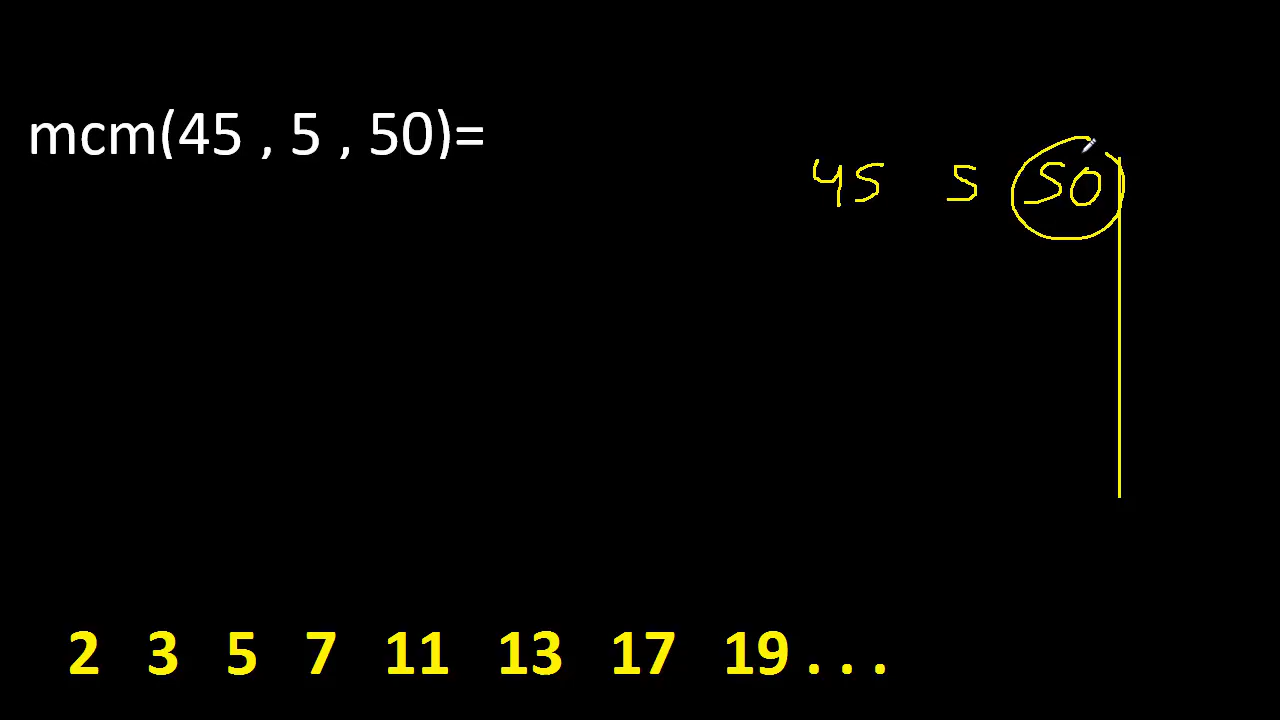 mcm(45 , 5 , 50)=
45 5 50
2 3 5 7 11 13 17 19 . . .